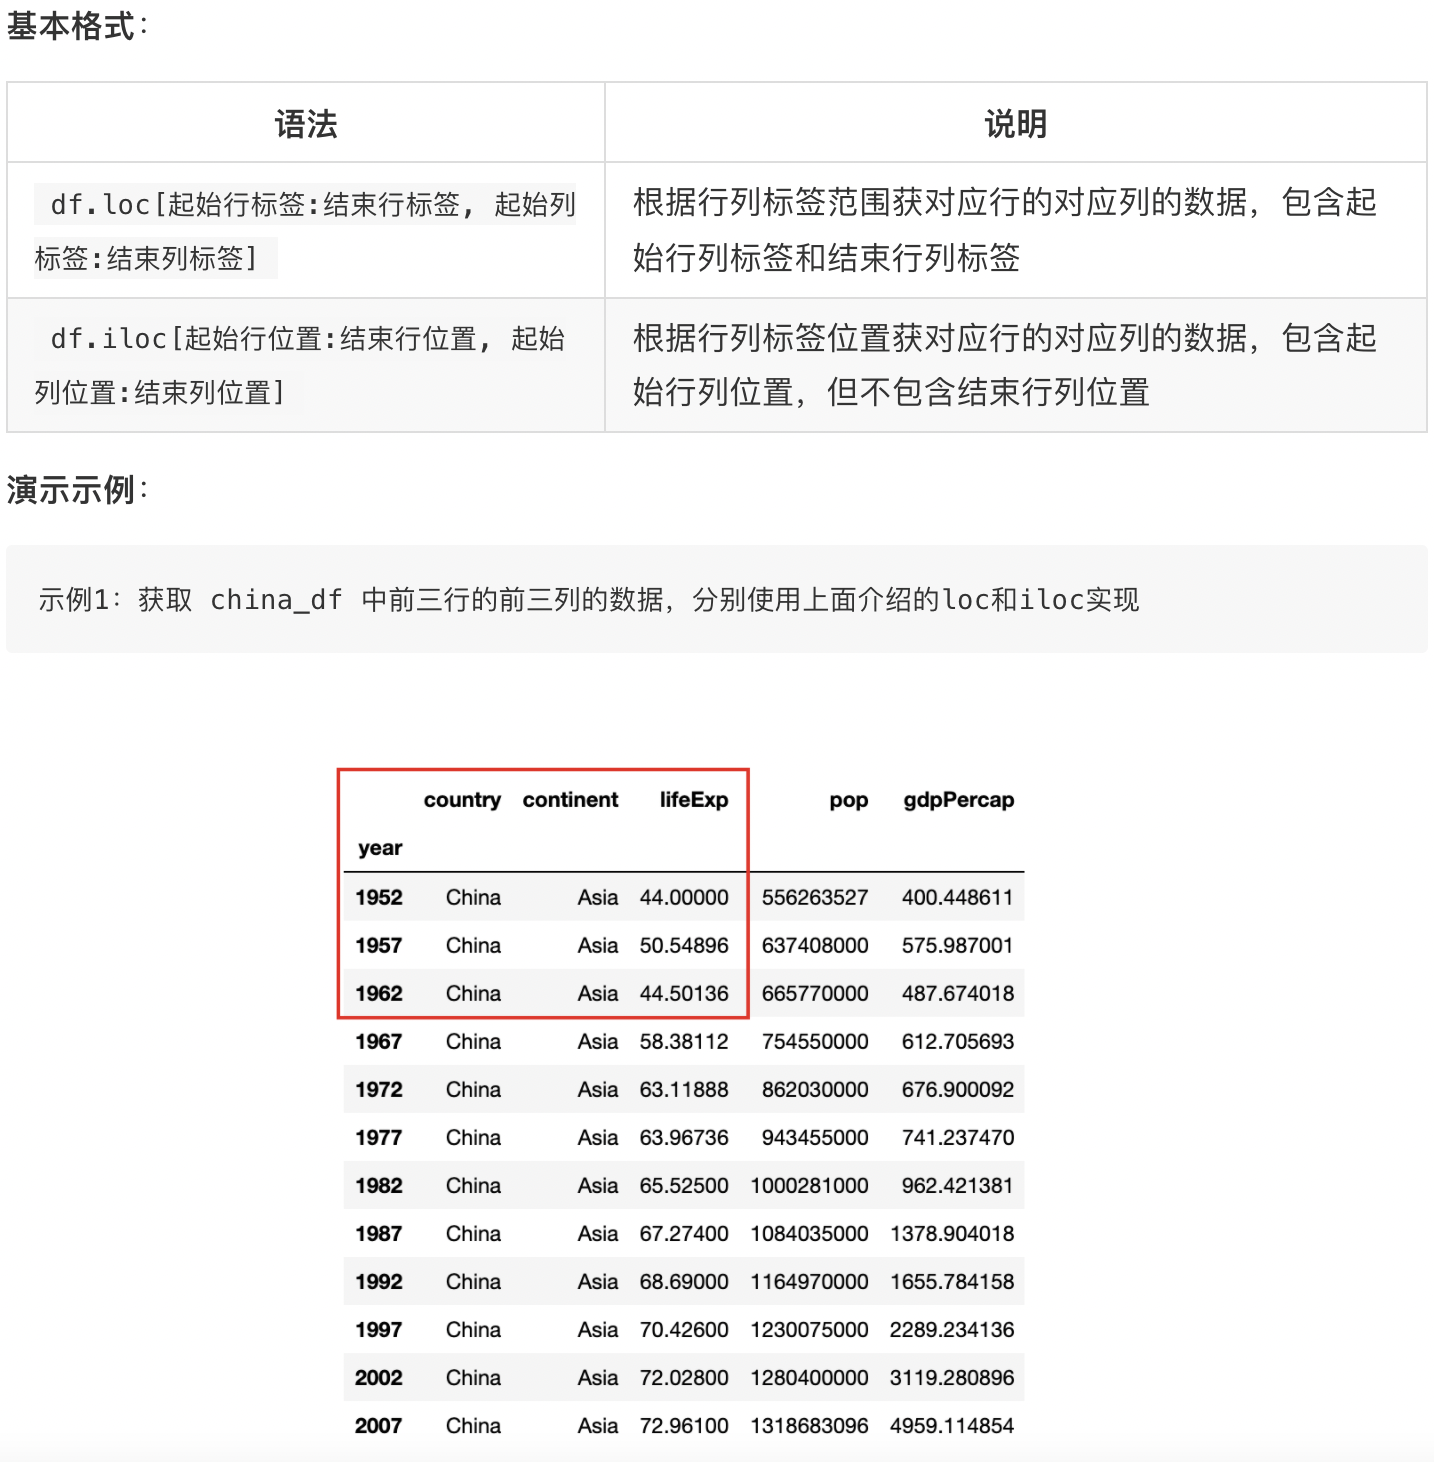 基本格式：
语法 说明
df.loc[起始行标签:结束行标签, 起始列
标签:结束列标签]
根据行列标签范围获对应行的对应列的数据，包含起
始行列标签和结束行列标签
df.iloc[起始行位置:结束行位置, 起始
列位置:结束列位置]
根据行列标签位置获对应行的对应列的数据，包含起
始行列位置，但不包含结束行列位置
演示示例：
示例1：获取 china_df 中前三行的前三列的数据，分别使用上面介绍的loc和iloc实现
country continent lifeExp pop gdpPercap
year
1952 China Asia 44.00000 556263527 400.448611
1957 China Asia 50.54896 637408000 575.987001
1962 China Asia 44.50136 665770000 487.674018
1967 China Asia 58.38112 754550000 612.705693
1972 China Asia 63.11888 862030000 676.900092
1977 China Asia 63.96736 943455000 741.237470
1982 China Asia 65.52500 1000281000 962.421381
1987 China Asia 67.27400 1084035000 1378.904018
1992 China Asia 68.69000 1164970000 1655.784158
1997 China Asia 70.42600 1230075000 2289.234136
2002 China Asia 72.02800 1280400000 3119.280896
2007 China Asia 72.96100 1318683096 4959.114854